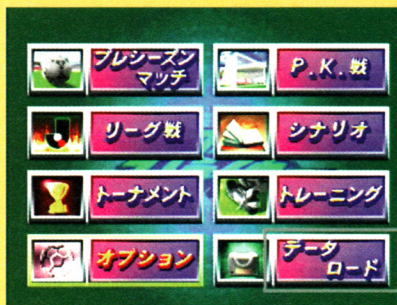 プレシーズン
マッチ
P.K.戦
リーグ戦
シナリオ
トーナメント
トレーニング
オプション
データ
ロード